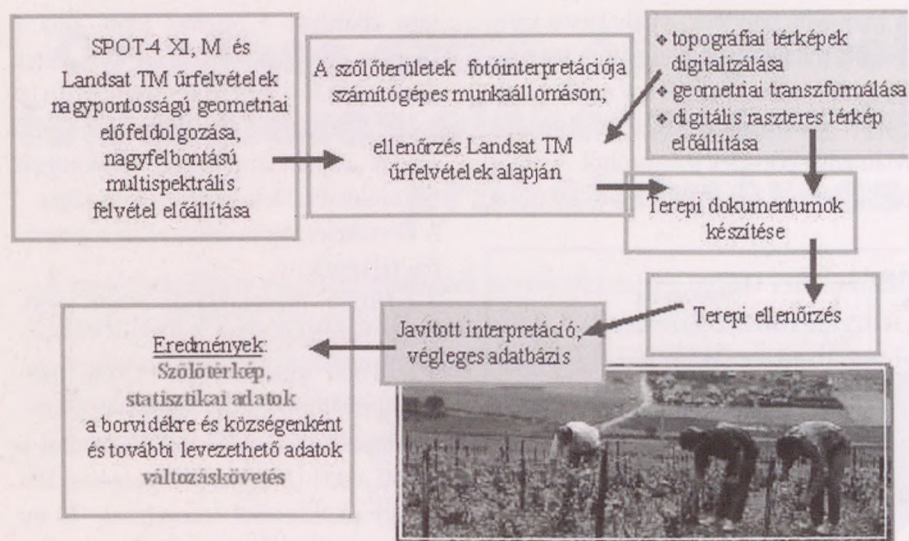 SPOT-4 XI, M és
Landsat TM űrfelvételek
nagypontosságú geometriai
előfeldolgozása,
nagyfelbontású
multispektrális
felvétel előállítása
A szőlőterületek fotóinterpretációja
számítógépes munkaállomáson;
ellenőrzés Landsat TM
űrfelvételek alapján
❖ topográfiai térképek
digitalizálása
❖ geometriai transzformálása
❖ digitális raszteres térkép
előállítása
Terepi dokumentumok
készítése
Terepi ellenőrzés
Javított interpretáció;
végleges adatbázis
Eredmények:
Szőlőtérkép,
statisztikai adatok
a borvidékre és községenként
és további levezethető adatok
változáskövetés